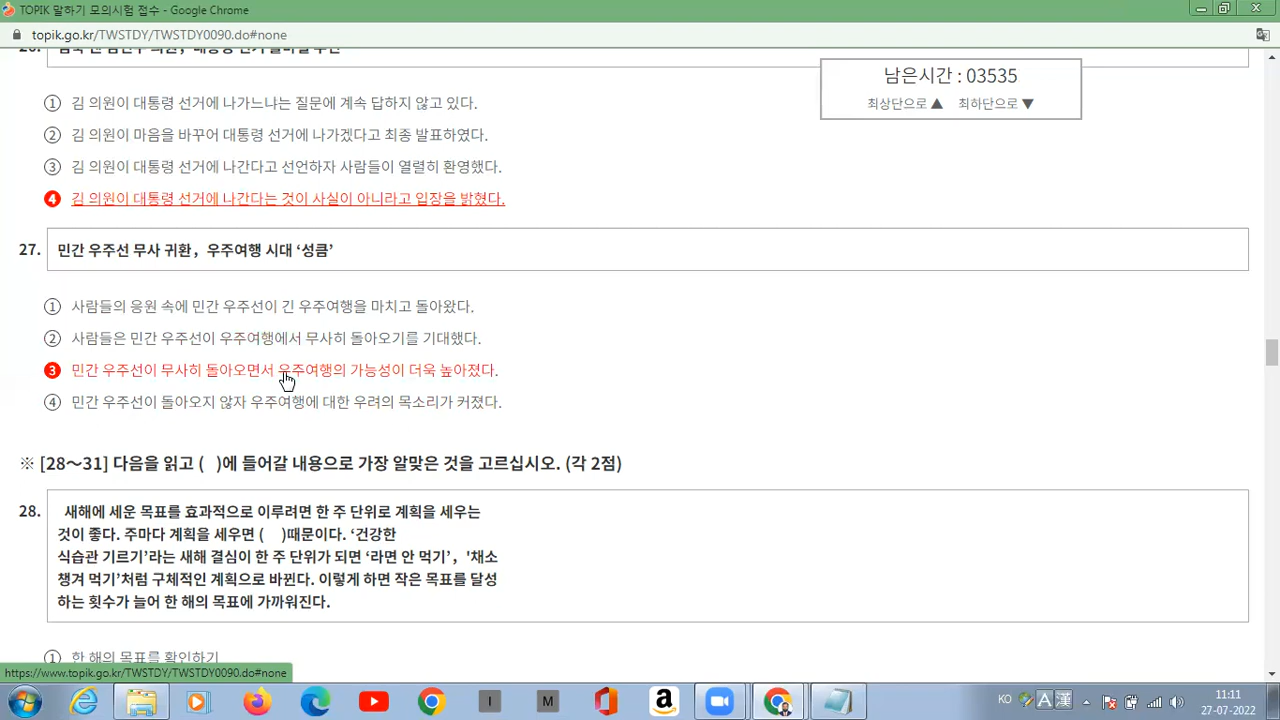 TOPIK 말하기 모의시험 접수 - Google Chrome
topik.go.kr/TWSTDY/TWSTDY0090.do#none
남은시간 : 03535
최상단으로 ▲ 최하단으로 ▼
① 김 의원이 대통령 선거에 나가느냐는 질문에 계속 답하지 않고 있다.
② 김 의원이 마음을 바꾸어 대통령 선거에 나가겠다고 최종 발표하였다.
③ 김 의원이 대통령 선거에 나간다고 선언하자 사람들이 열렬히 환영했다.
④ 김 의원이 대통령 선거에 나간다는 것이 사실이 아니라고 입장을 밝혔다.
27. 민간 우주선 무사 귀환, 우주여행 시대 ‘성큼’
① 사람들의 응원 속에 민간 우주선이 긴 우주여행을 마치고 돌아왔다.
② 사람들은 민간 우주선이 우주여행에서 무사히 돌아오기를 기대했다.
③ 민간 우주선이 무사히 돌아오면서 우주여행의 가능성이 더욱 높아졌다.
④ 민간 우주선이 돌아오지 않자 우주여행에 대한 우려의 목소리가 커졌다.
※ [28～31] 다음을 읽고 ( )에 들어갈 내용으로 가장 알맞은 것을 고르십시오. (각 2점)
28. 새해에 세운 목표를 효과적으로 이루려면 한 주 단위로 계획을 세우는
것이 좋다. 주마다 계획을 세우면 ( )때문이다. ‘건강한
식습관 기르기’라는 새해 결심이 한 주 단위가 되면 ‘라면 안 먹기’, '채소
챙겨 먹기’처럼 구체적인 계획으로 바뀐다. 이렇게 하면 작은 목표를 달성
하는 횟수가 늘어 한 해의 목표에 가까워진다.
① 한 해의 목표를 확인하기
https://www.topik.go.kr/TWSTDY/TWSTDY0090.do#none
I M a KO A 漢
11:11
27-07-2022